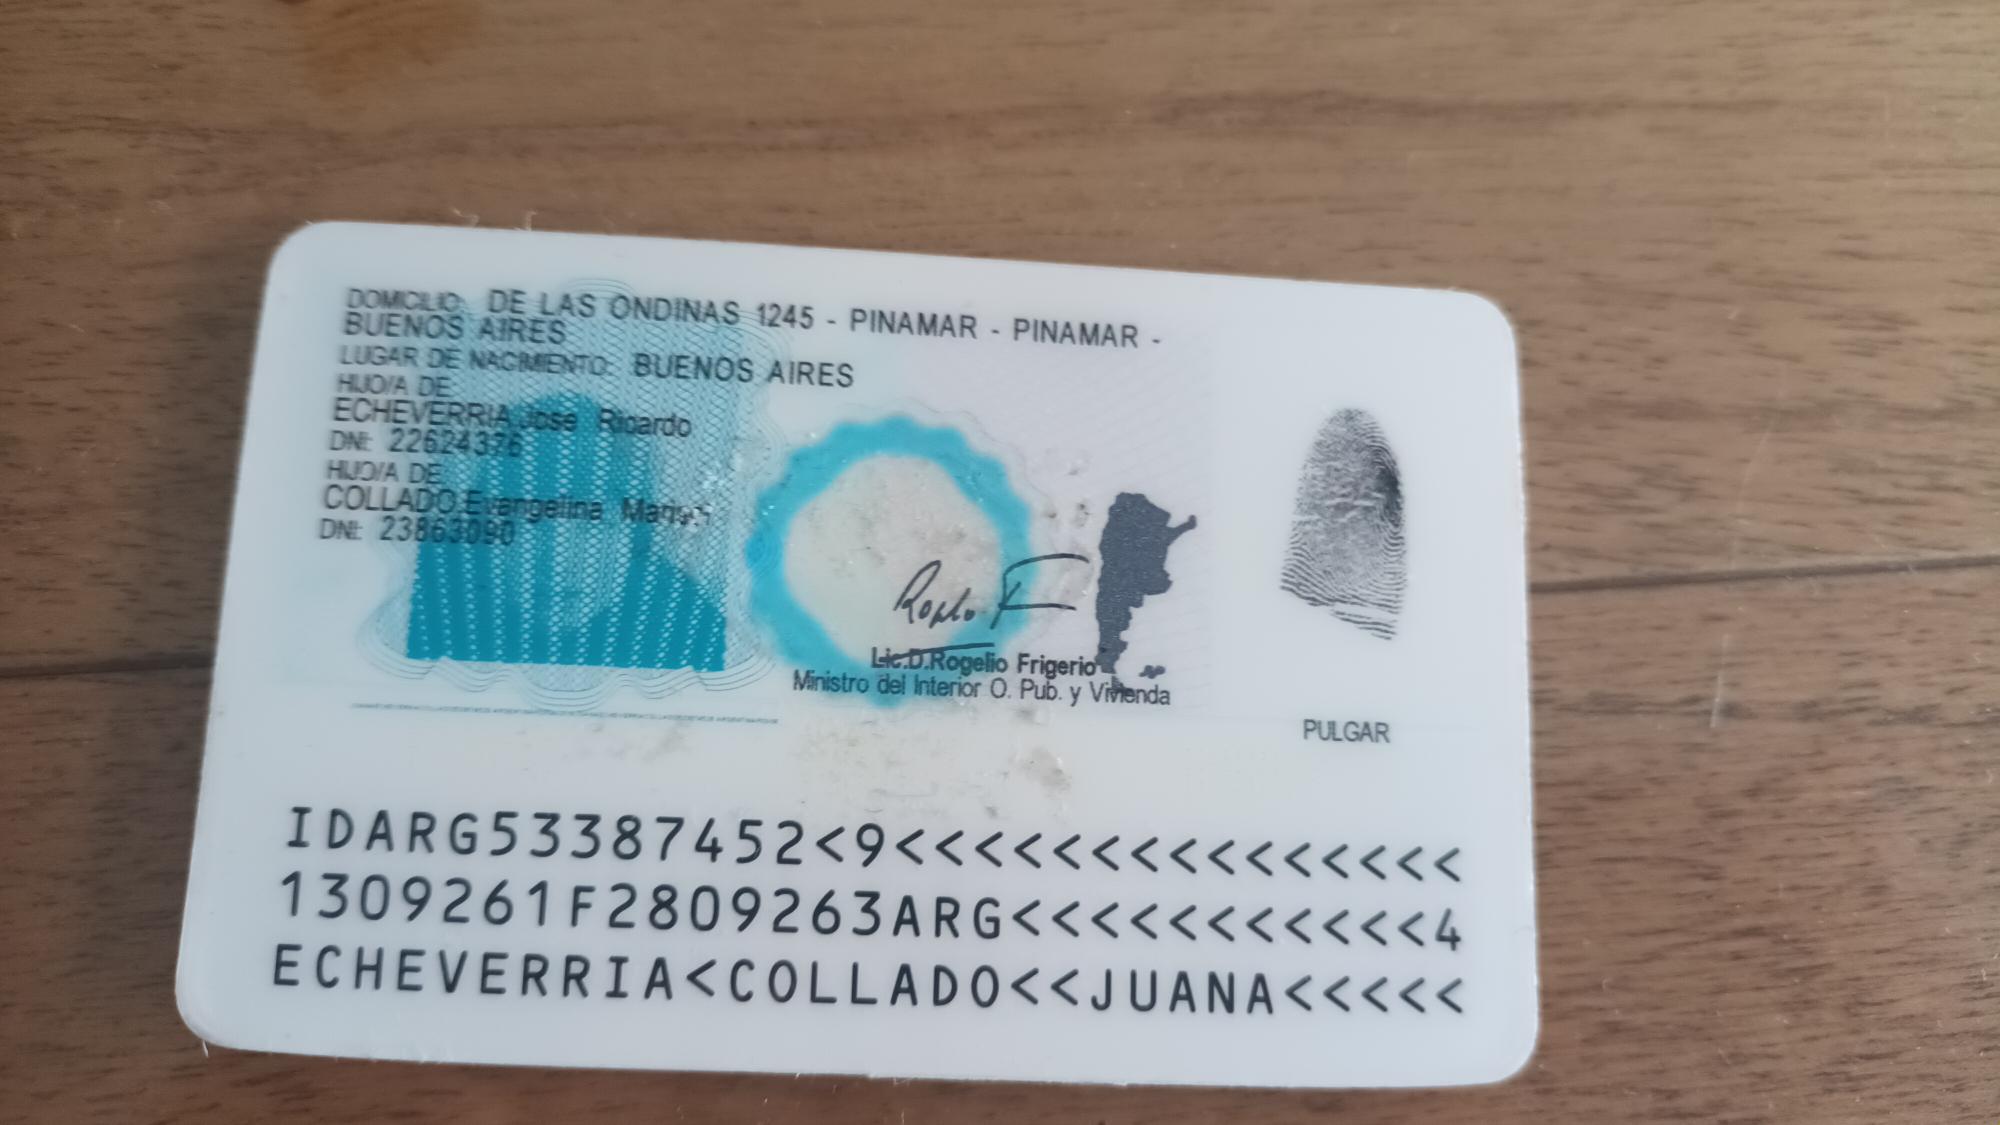 DOMICILIO: DE LAS ONDINAS 1245 - PINAMAR - PINAMAR -
BUENOS AIRES
LUGAR DE NACIMIENTO: BUENOS AIRES
HIJO/A DE
ECHEVERRIA Jose Ricardo
DNI: 22624376
HIJO/A DE
COLLADO Evangelina
DNI: 23863090
Lic.D.Rogelio Frigerio
Ministro del Interior O. Pub. y Vivienda
PULGAR
IDARG53387452<9<<<<<<<<<<<<<<<
1309261F2809263ARG<<<<<<<<<<<4
ECHEVERRIA<COLLADO<<JUANA<<<<<